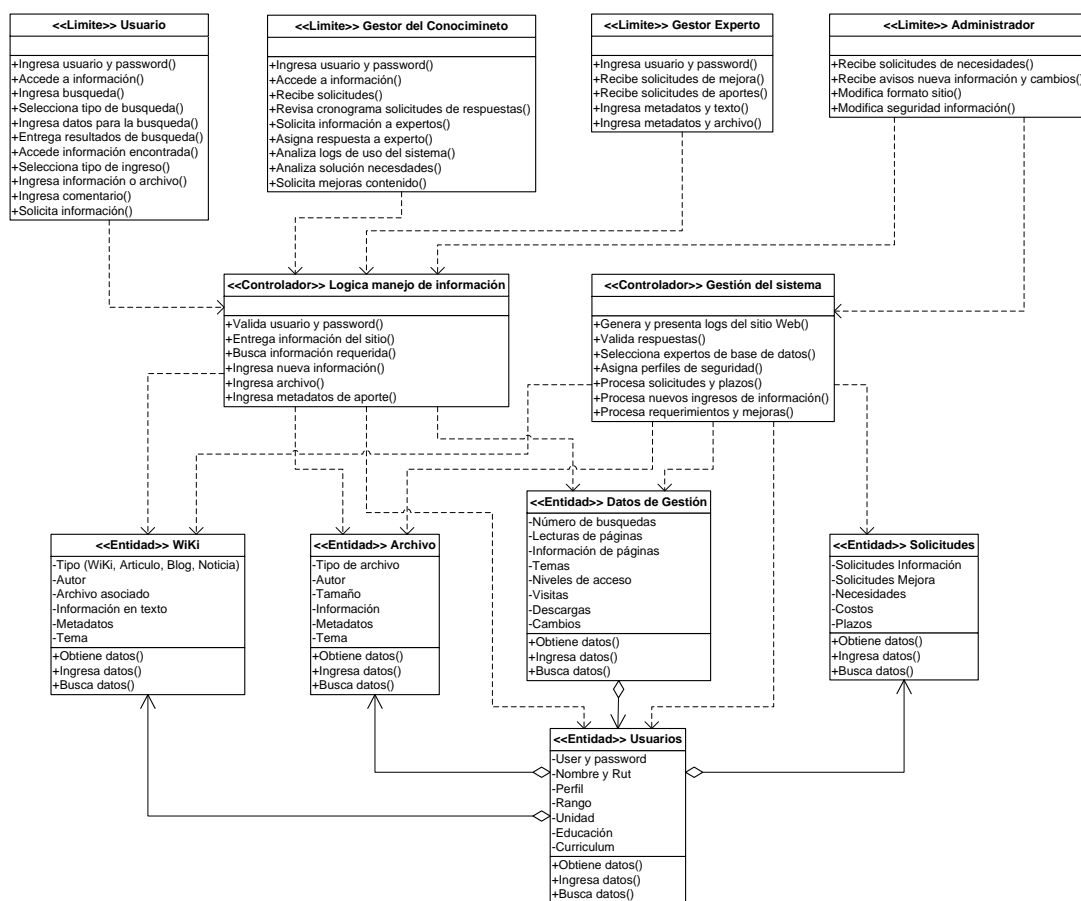 <<Limite>> Usuario
+Ingresa usuario y password()
+Accede a información()
+Ingresa busqueda()
+Selecciona tipo de busqueda()
+Ingresa datos para la busqueda()
+Entrega resultados de busqueda()
+Accede información encontrada()
+Selecciona tipo de ingreso()
+Ingresa información o archivo()
+Ingresa comentario()
+Solicita información()
<<Limite>> Gestor del Conocimineto
+Ingresa usuario y password()
+Accede a información()
+Recibe solicitudes()
+Revisa cronograma solicitudes de respuestas()
+Solicita información a expertos()
+Asigna respuesta a experto()
+Analiza logs de uso del sistema()
+Analiza solución necesdades()
+Solicita mejoras contenido()
<<Limite>> Gestor Experto
+Ingresa usuario y password()
+Recibe solicitudes de mejora()
+Recibe solicitudes de aportes()
+Ingresa metadatos y texto()
+Ingresa metadatos y archivo()
<<Limite>> Administrador
+Recibe solicitudes de necesidades()
+Recibe avisos nueva información y cambios()
+Modifica formato sitio()
+Modifica seguridad información()
<<Controlador>> Logica manejo de información
+Valida usuario y password()
+Entrega información del sitio()
+Busca información requerida()
+Ingresa nueva información()
+Ingresa archivo()
+Ingresa metadatos de aporte()
<<Controlador>> Gestión del sistema
+Genera y presenta logs del sitio Web()
+Valida respuestas()
+Selecciona expertos de base de datos()
+Asigna perfiles de seguridad()
+Procesa solicitudes y plazos()
+Procesa nuevos ingresos de información()
+Procesa requerimientos y mejoras()
<<Entidad>> WiKi
-Tipo (WiKi, Articulo, Blog, Noticia)
-Autor
-Archivo asociado
-Información en texto
-Metadatos
-Tema
+Obtiene datos()
+Ingresa datos()
+Busca datos()
<<Entidad>> Archivo
-Tipo de archivo
-Autor
-Tamaño
-Información
-Metadatos
-Tema
+Obtiene datos()
+Ingresa datos()
+Busca datos()
<<Entidad>> Datos de Gestión
-Número de busquedas
-Lecturas de páginas
-Información de páginas
-Temas
-Niveles de acceso
-Visitas
-Descargas
-Cambios
+Obtiene datos()
+Ingresa datos()
+Busca datos()
<<Entidad>> Solicitudes
-Solicitudes Información
-Solicitudes Mejora
-Necesidades
-Costos
-Plazos
+Obtiene datos()
+Ingresa datos()
+Busca datos()
<<Entidad>> Usuarios
-User y password
-Nombre y Rut
-Perfil
-Rango
-Unidad
-Educación
-Curriculum
+Obtiene datos()
+Ingresa datos()
+Busca datos()